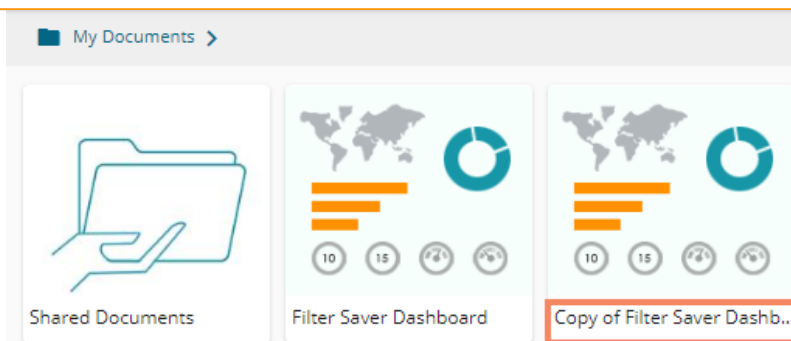 My Documents
10 15
10 15
Shared Documents
Filter Saver Dashboard
Copy of Filter Saver Dashb...